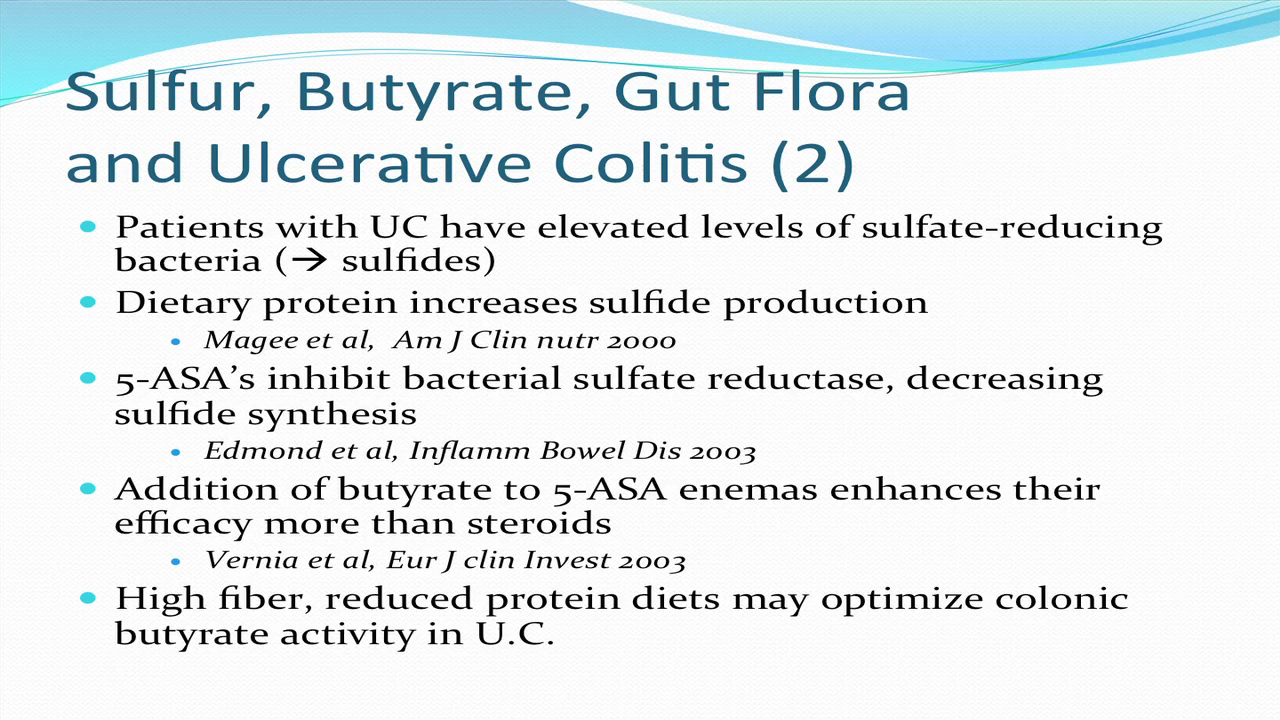 Sulfur, Butyrate, Gut Flora
and Ulcerative Colitis (2)
• Patients with UC have elevated levels of sulfate-reducing
bacteria (→ sulfides)
• Dietary protein increases sulfide production
• Magee et al, Am J Clin nutr 2000
• 5-ASA’s inhibit bacterial sulfate reductase, decreasing
sulfide synthesis
• Edmond et al, Inflamm Bowel Dis 2003
• Addition of butyrate to 5-ASA enemas enhances their
efficacy more than steroids
• Vernia et al, Eur J clin Invest 2003
• High fiber, reduced protein diets may optimize colonic
butyrate activity in U.C.